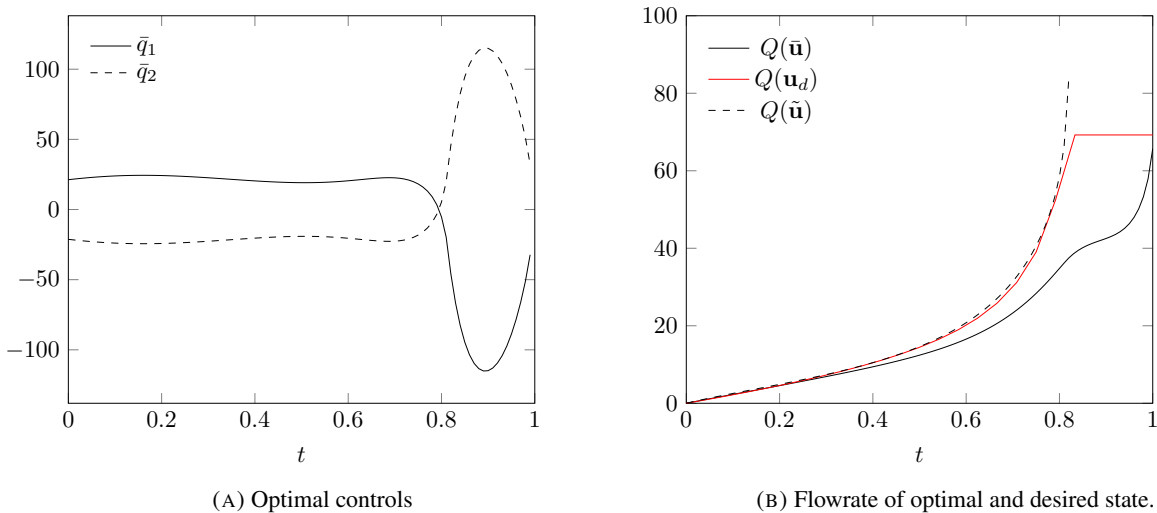 q̄₁
q̄₂
100
50
0
−50
−100
0
0.2
0.4
0.6
0.8
1
t
(A) Optimal controls
Q(ū)
Q(u_d)
Q(ũ)
100
80
60
40
20
0
0
0.2
0.4
0.6
0.8
1
t
(B) Flowrate of optimal and desired state.